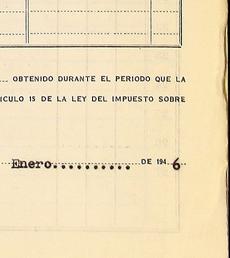 ... OBTENIDO DURANTE EL PERIODO QUE LA
ICULO 15 DE LA LEY DEL IMPUESTO SOBRE
Enero.......... DE 194 6